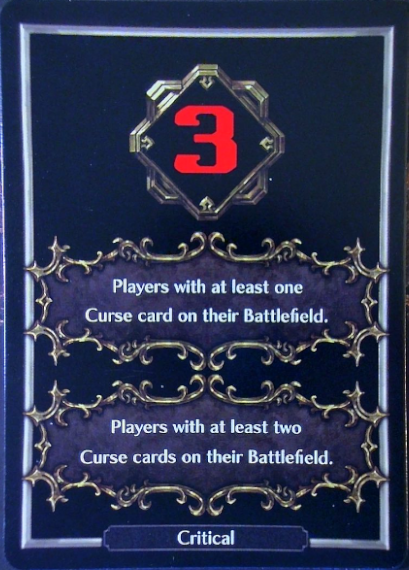 3
Players with at least one
Curse card on their Battlefield.
Players with at least two
Curse cards on their Battlefield.
Critical